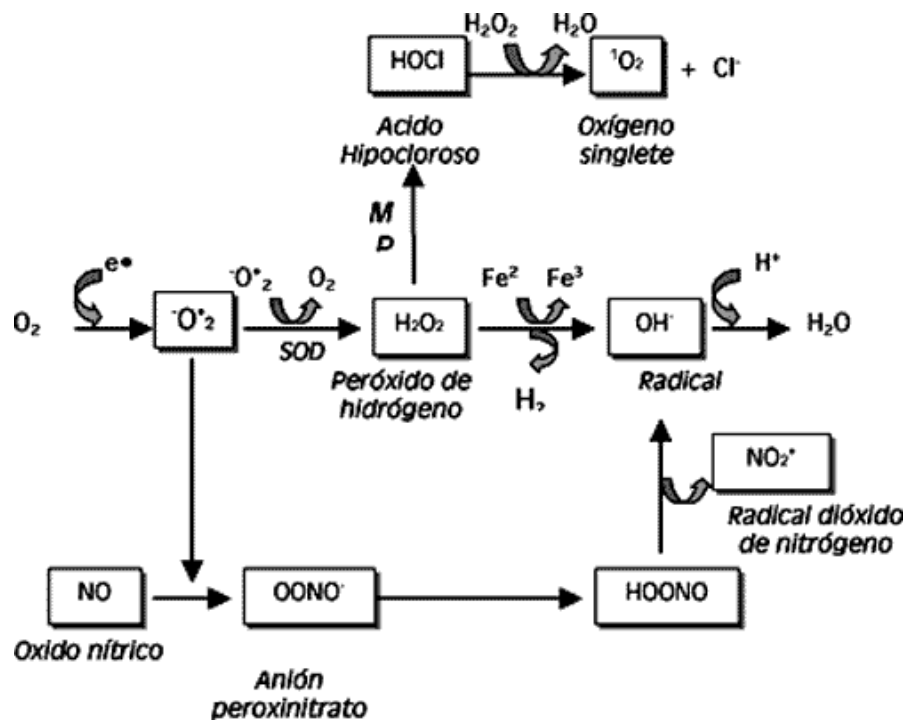 H₂O₂ H₂O
HOCl ¹O₂ + Cl⁻
Acido
Hipocloroso
Oxígeno
singlete
M
P
e•
⁻O•₂ O₂
Fe² Fe³
H⁺
O₂ ⁻O•₂ H₂O₂ OH· H₂O
SOD
Peróxido de
hidrógeno
H₂
Radical
NO₂•
Radical dióxido
de nitrógeno
NO OONO⁻ HOONO
Oxido nítrico
Anión
peroxinitrato